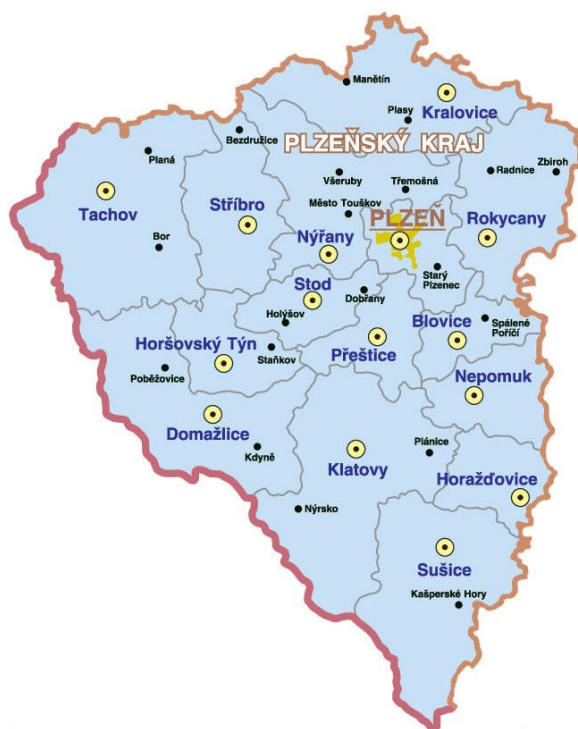 Manětín
Kralovice
Plasy
Bezdružice
PLZEŇSKÝ KRAJ
Planá
Všeruby
Třemošná
Radnice
Zbiroh
Tachov
Stříbro
Město Touškov
PLZEŇ
Rokycany
Bor
Nýřany
Starý
Plzenec
Stod
Dobřany
Holýšov
Blovice
Spálené
Poříčí
Horšovský Týn
Staňkov
Přeštice
Poběžovice
Nepomuk
Domažlice
Kdyně
Klatovy
Plánice
Horažďovice
Nýrsko
Sušice
Kašperské Hory